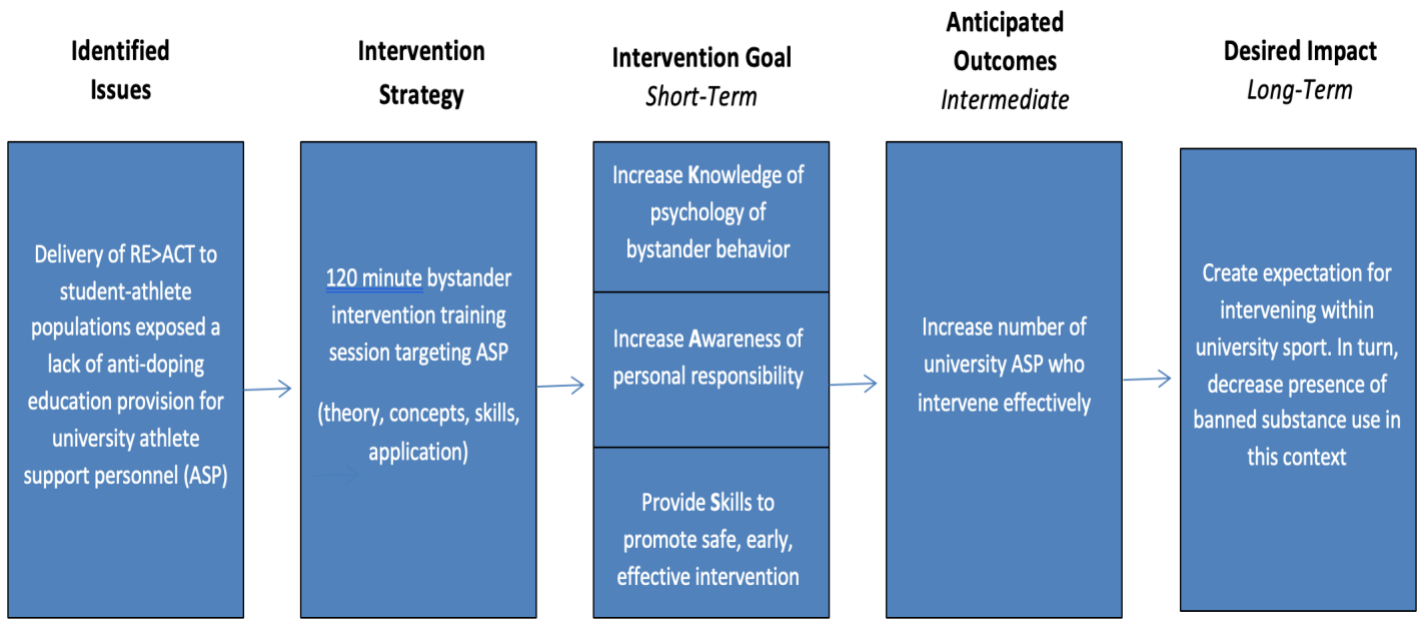 Identified
Issues
Intervention
Strategy
Intervention Goal
Short-Term
Anticipated
Outcomes
Intermediate
Desired Impact
Long-Term
Delivery of RE>ACT to
student-athlete
populations exposed a
lack of anti-doping
education provision for
university athlete
support personnel (ASP)
120 minute bystander
intervention training
session targeting ASP
(theory, concepts, skills,
application)
Increase Knowledge of
psychology of
bystander behavior
Increase Awareness of
personal responsibility
Provide Skills to
promote safe, early,
effective intervention
Increase number of
university ASP who
intervene effectively
Create expectation for
intervening within
university sport. In turn,
decrease presence of
banned substance use in
this context